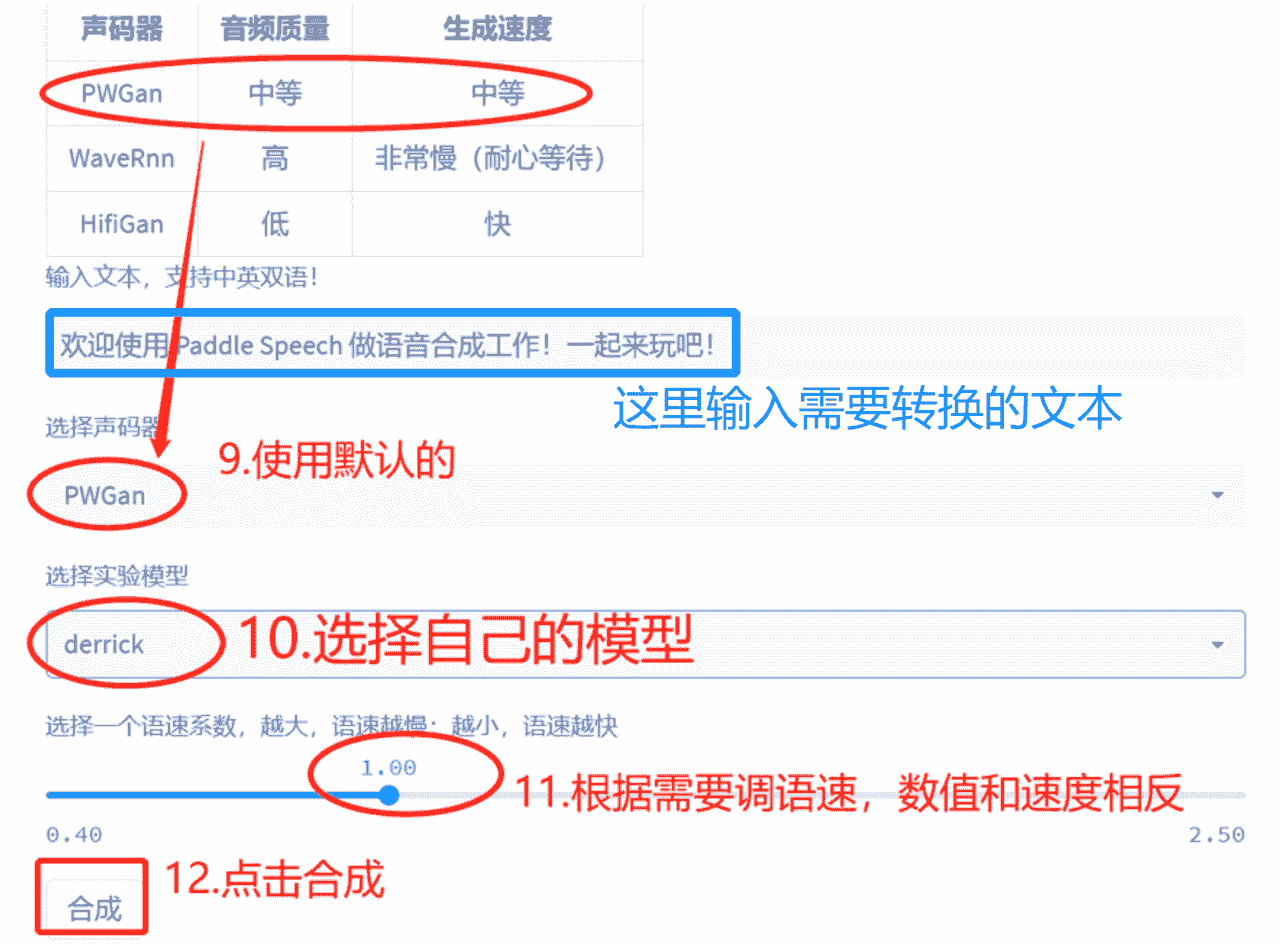 声码器 音频质量 生成速度
PWGan 中等 中等
WaveRnn 高 非常慢（耐心等待）
HifiGan 低 快
输入文本，支持中英双语！
欢迎使用 Paddle Speech 做语音合成工作！一起来玩吧！
这里输入需要转换的文本
选择声码器
9.使用默认的
PWGan
选择实验模型
derrick
10.选择自己的模型
选择一个语速系数，越大，语速越慢；越小，语速越快
1.00
11.根据需要调语速，数值和速度相反
0.40 2.50
12.点击合成
合成